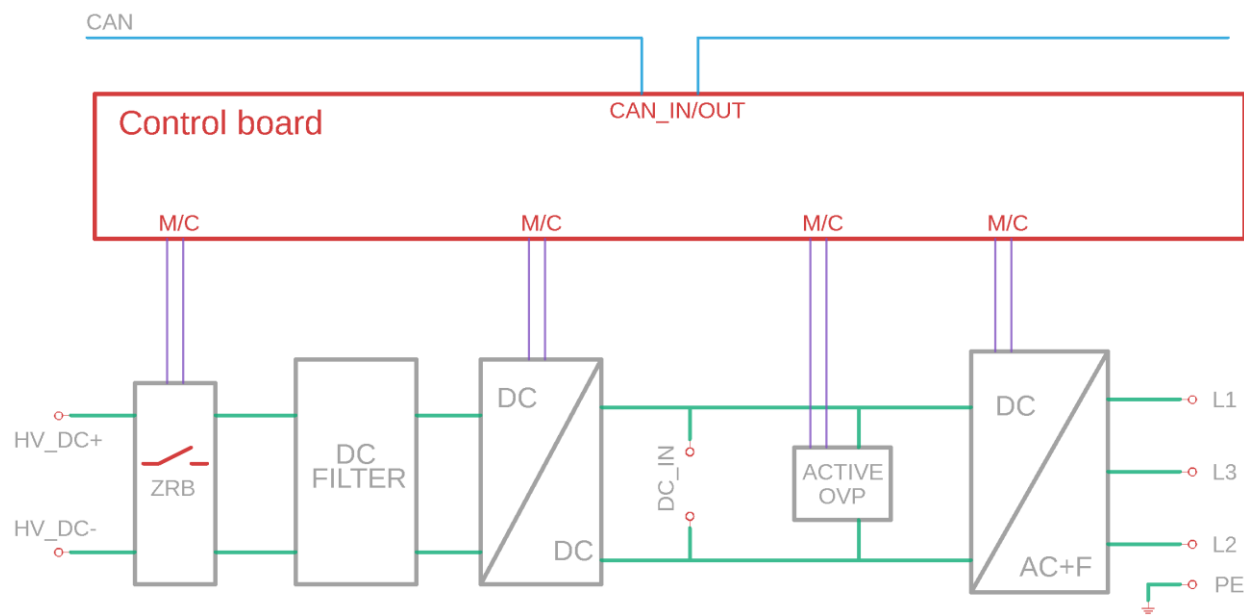 CAN
CAN_IN/OUT
Control board
M/C
M/C
M/C
M/C
HV_DC+
HV_DC-
ZRB
DC
FILTER
DC
DC
DC_IN
ACTIVE
OVP
DC
AC+F
L1
L3
L2
PE